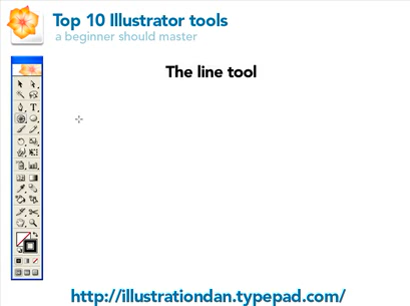 Top 10 Illustrator tools
a beginner should master
The line tool
T
http://illustrationdan.typepad.com/